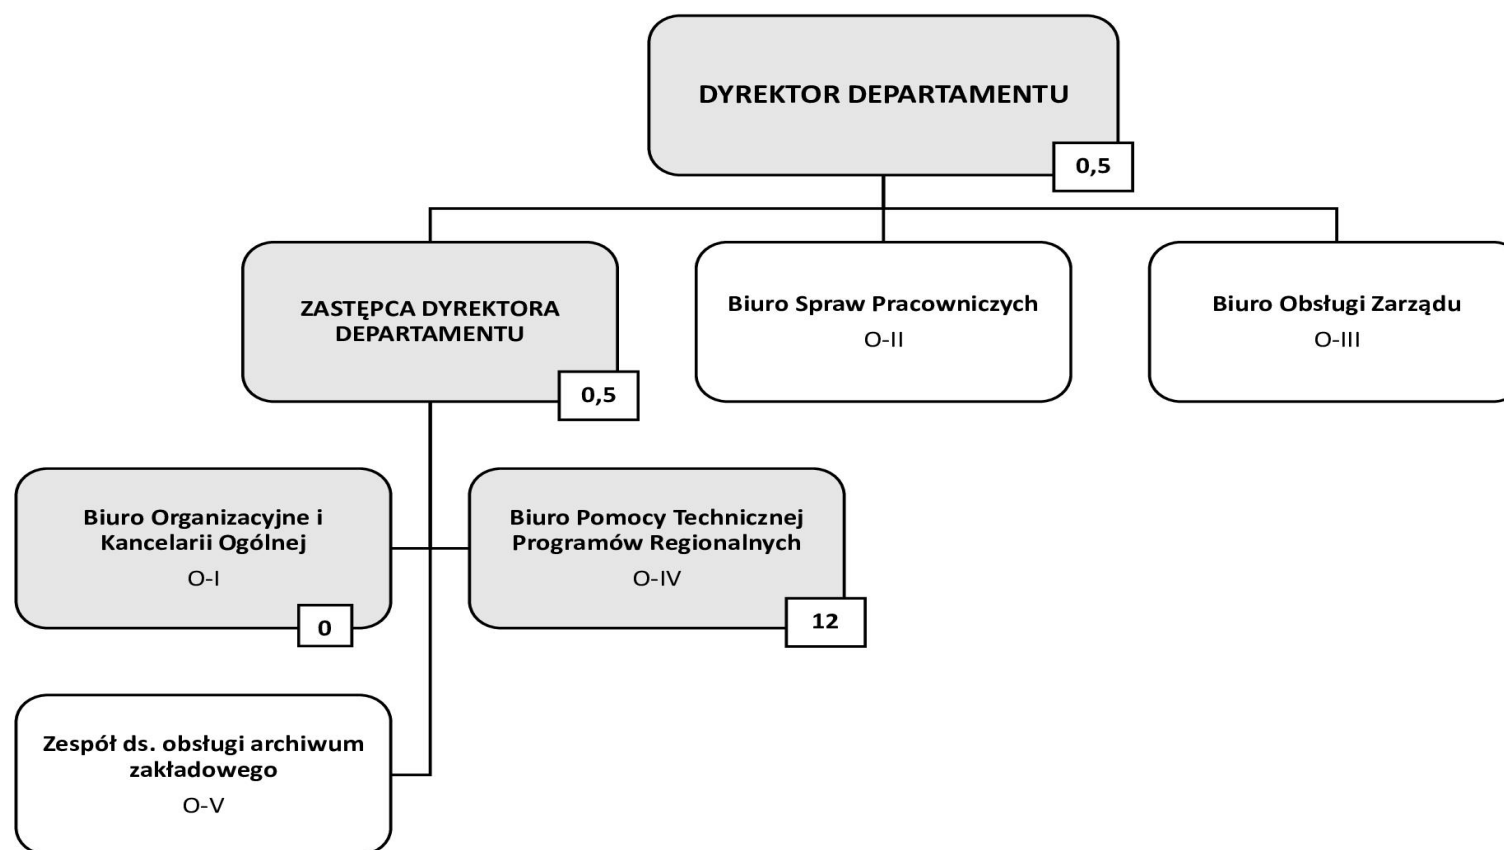 DYREKTOR DEPARTAMENTU
0,5
ZASTĘPCA DYREKTORA
DEPARTAMENTU
0,5
Biuro Spraw Pracowniczych
O-II
Biuro Obsługi Zarządu
O-III
Biuro Organizacyjne i
Kancelarii Ogólnej
O-I
0
Biuro Pomocy Technicznej
Programów Regionalnych
O-IV
12
Zespół ds. obsługi archiwum
zakładowego
O-V